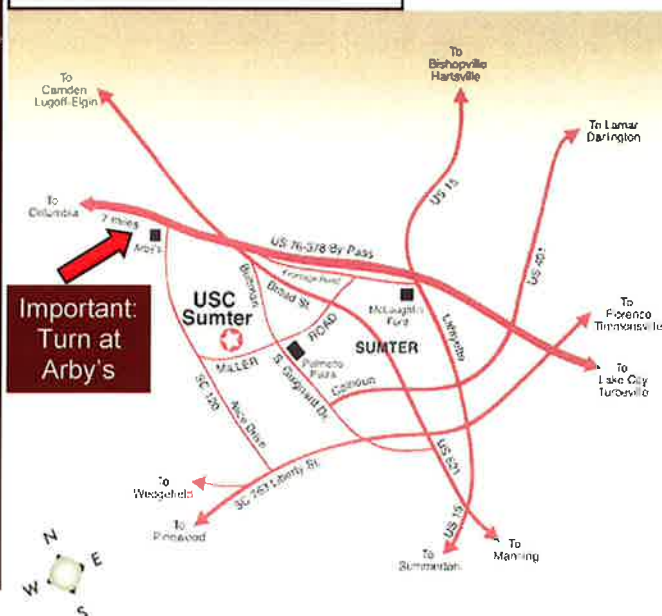 To
Camden
Lugoff-Elgin
To
Bishopville
Hartsville
To Lamar
Darlington
To
Columbia
7 miles
Arby's
US 76-378 By-Pass
US 15
US 401
Frontage Road
Bultman
Broad St.
USC
Sumter
McLaughlin
Ford
Lafayette
To
Florence
Timmonsville
Important:
Turn at
Arby's
MILLER
ROAD
SUMTER
Palmetto
Plaza
S. Guignard Dr.
Calhoun
To
Lake City
Turbeville
SC 120
Alice Drive
US 521
To
Wedgefield
SC 763 Liberty St.
To
Pinewood
US 15
To
Summerton
To
Manning
N
E
W
S